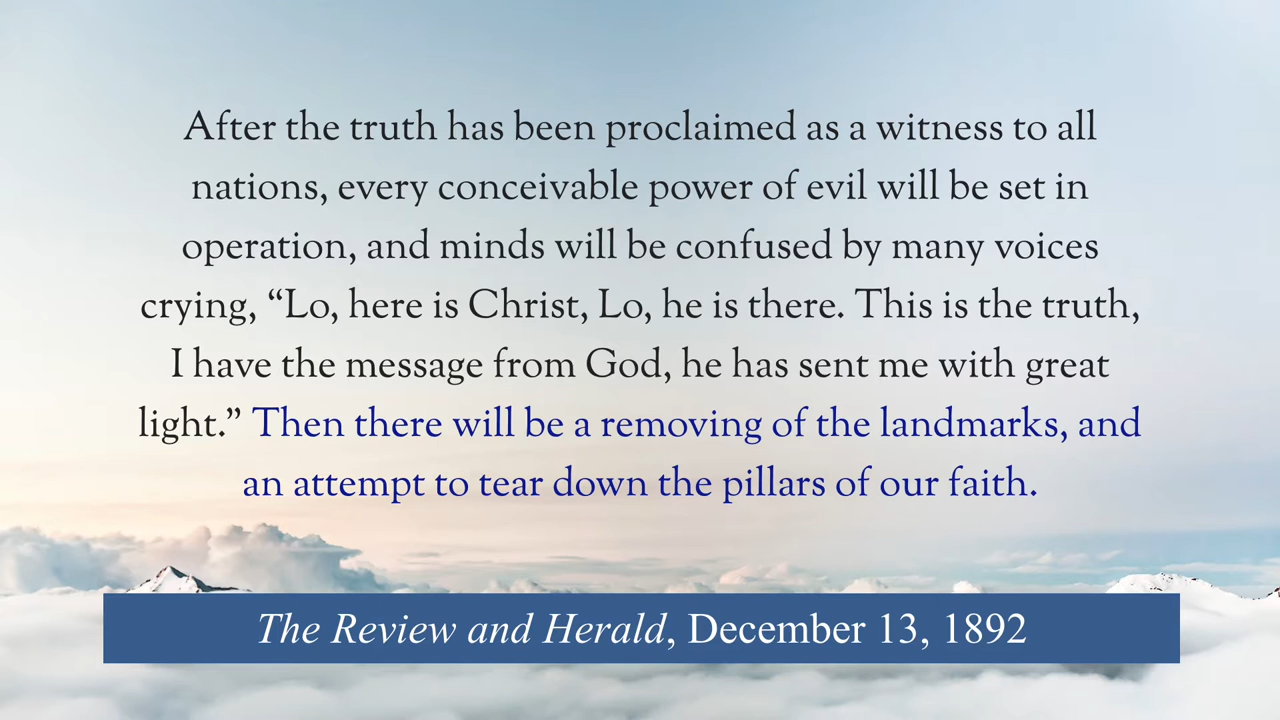 After the truth has been proclaimed as a witness to all
nations, every conceivable power of evil will be set in
operation, and minds will be confused by many voices
crying, “Lo, here is Christ, Lo, he is there. This is the truth,
I have the message from God, he has sent me with great
light.” Then there will be a removing of the landmarks, and
an attempt to tear down the pillars of our faith.
The Review and Herald, December 13, 1892